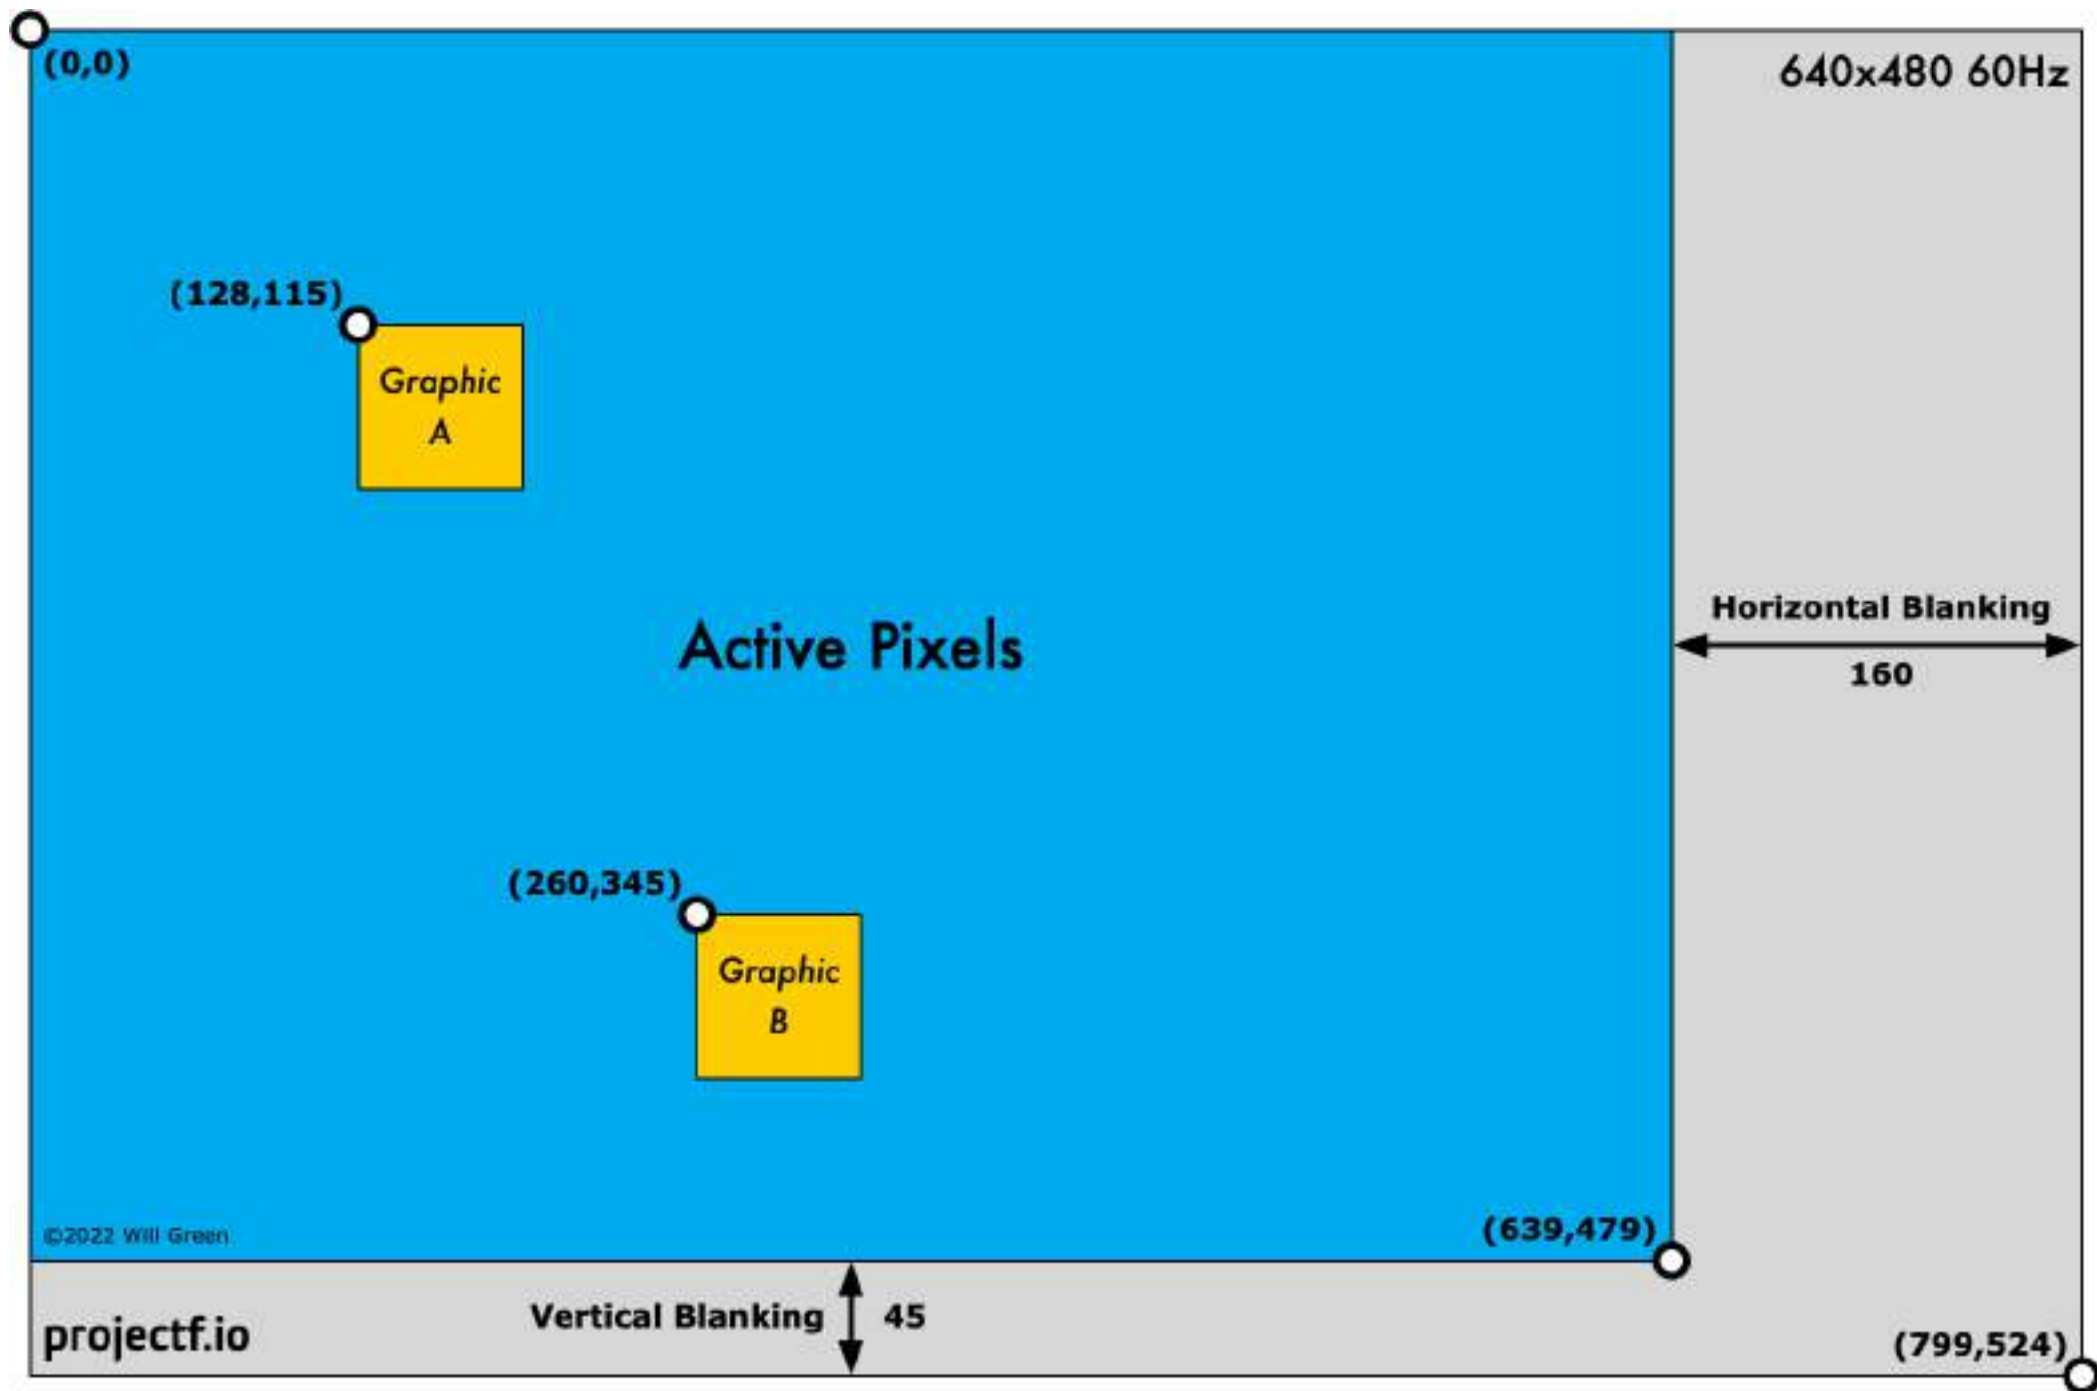 (0,0)
640x480 60Hz
(128,115)
Graphic
A
Horizontal Blanking
160
Active Pixels
(260,345)
Graphic
B
(639,479)
©2022 Will Green
Vertical Blanking 45
projectf.io
(799,524)